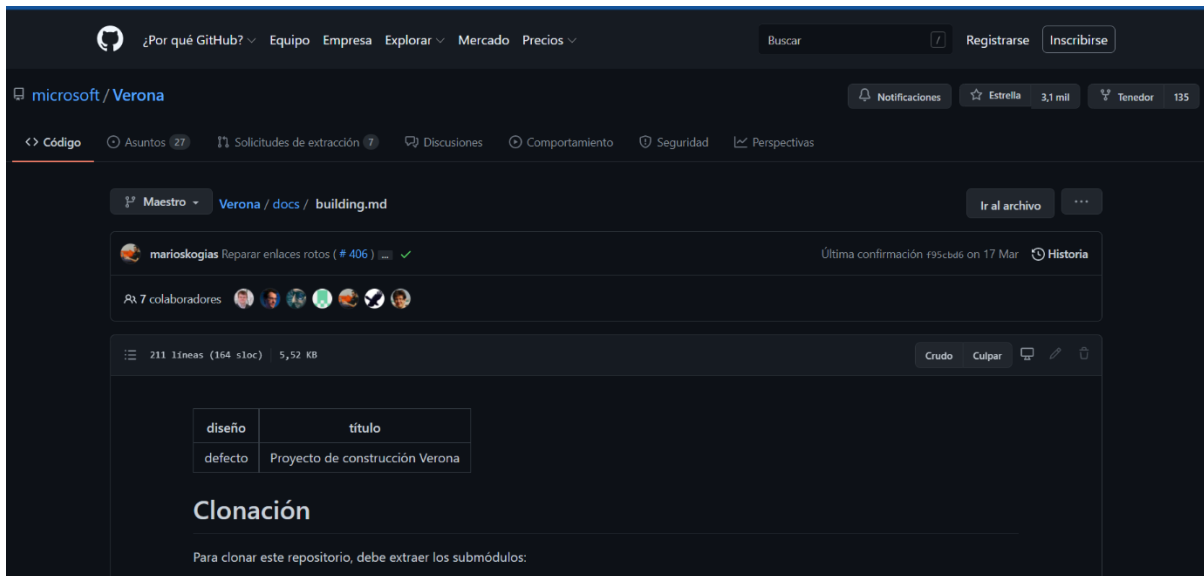 ¿Por qué GitHub? Equipo Empresa Explorar Mercado Precios Buscar / Registrarse Inscribirse
microsoft / Verona Notificaciones Estrella 3,1 mil Tenedor 135
<> Código Asuntos 27 Solicitudes de extracción 7 Discusiones Comportamiento Seguridad Perspectivas
Maestro Verona / docs / building.md Ir al archivo ...
marioskogias Reparar enlaces rotos ( # 406 ) ... Última confirmación f95cbd6 on 17 Mar Historia
7 colaboradores
211 líneas (164 sloc) 5,52 KB Crudo Culpar
diseño título
defecto Proyecto de construcción Verona
Clonación
Para clonar este repositorio, debe extraer los submódulos: